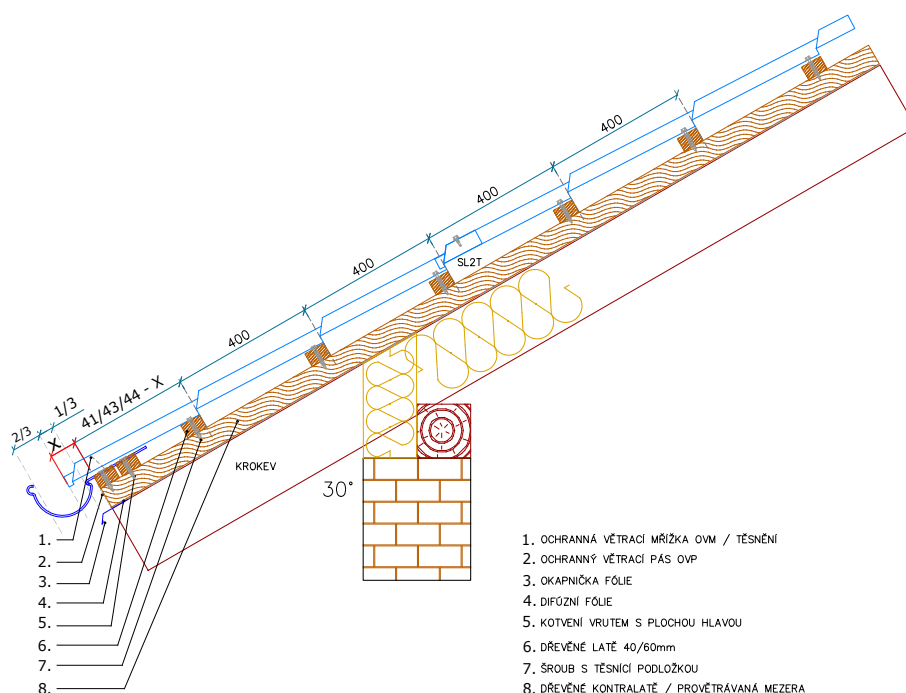 400
400
400
400
400
SL2T
41/43/44 - X
1/3
2/3
X
KROKEV
30°
1.
2.
3.
4.
5.
6.
7.
8.
1. OCHRANNÁ VĚTRACÍ MŘÍŽKA OVM / TĚSNĚNÍ
2. OCHRANNÝ VĚTRACÍ PÁS OVP
3. OKAPNIČKA FÓLIE
4. DIFÚZNÍ FÓLIE
5. KOTVENÍ VRUTEM S PLOCHOU HLAVOU
6. DŘEVĚNÉ LATĚ 40/60mm
7. ŠROUB S TĚSNÍCÍ PODLOŽKOU
8. DŘEVĚNÉ KONTRALATĚ / PROVĚTRÁVANÁ MEZERA